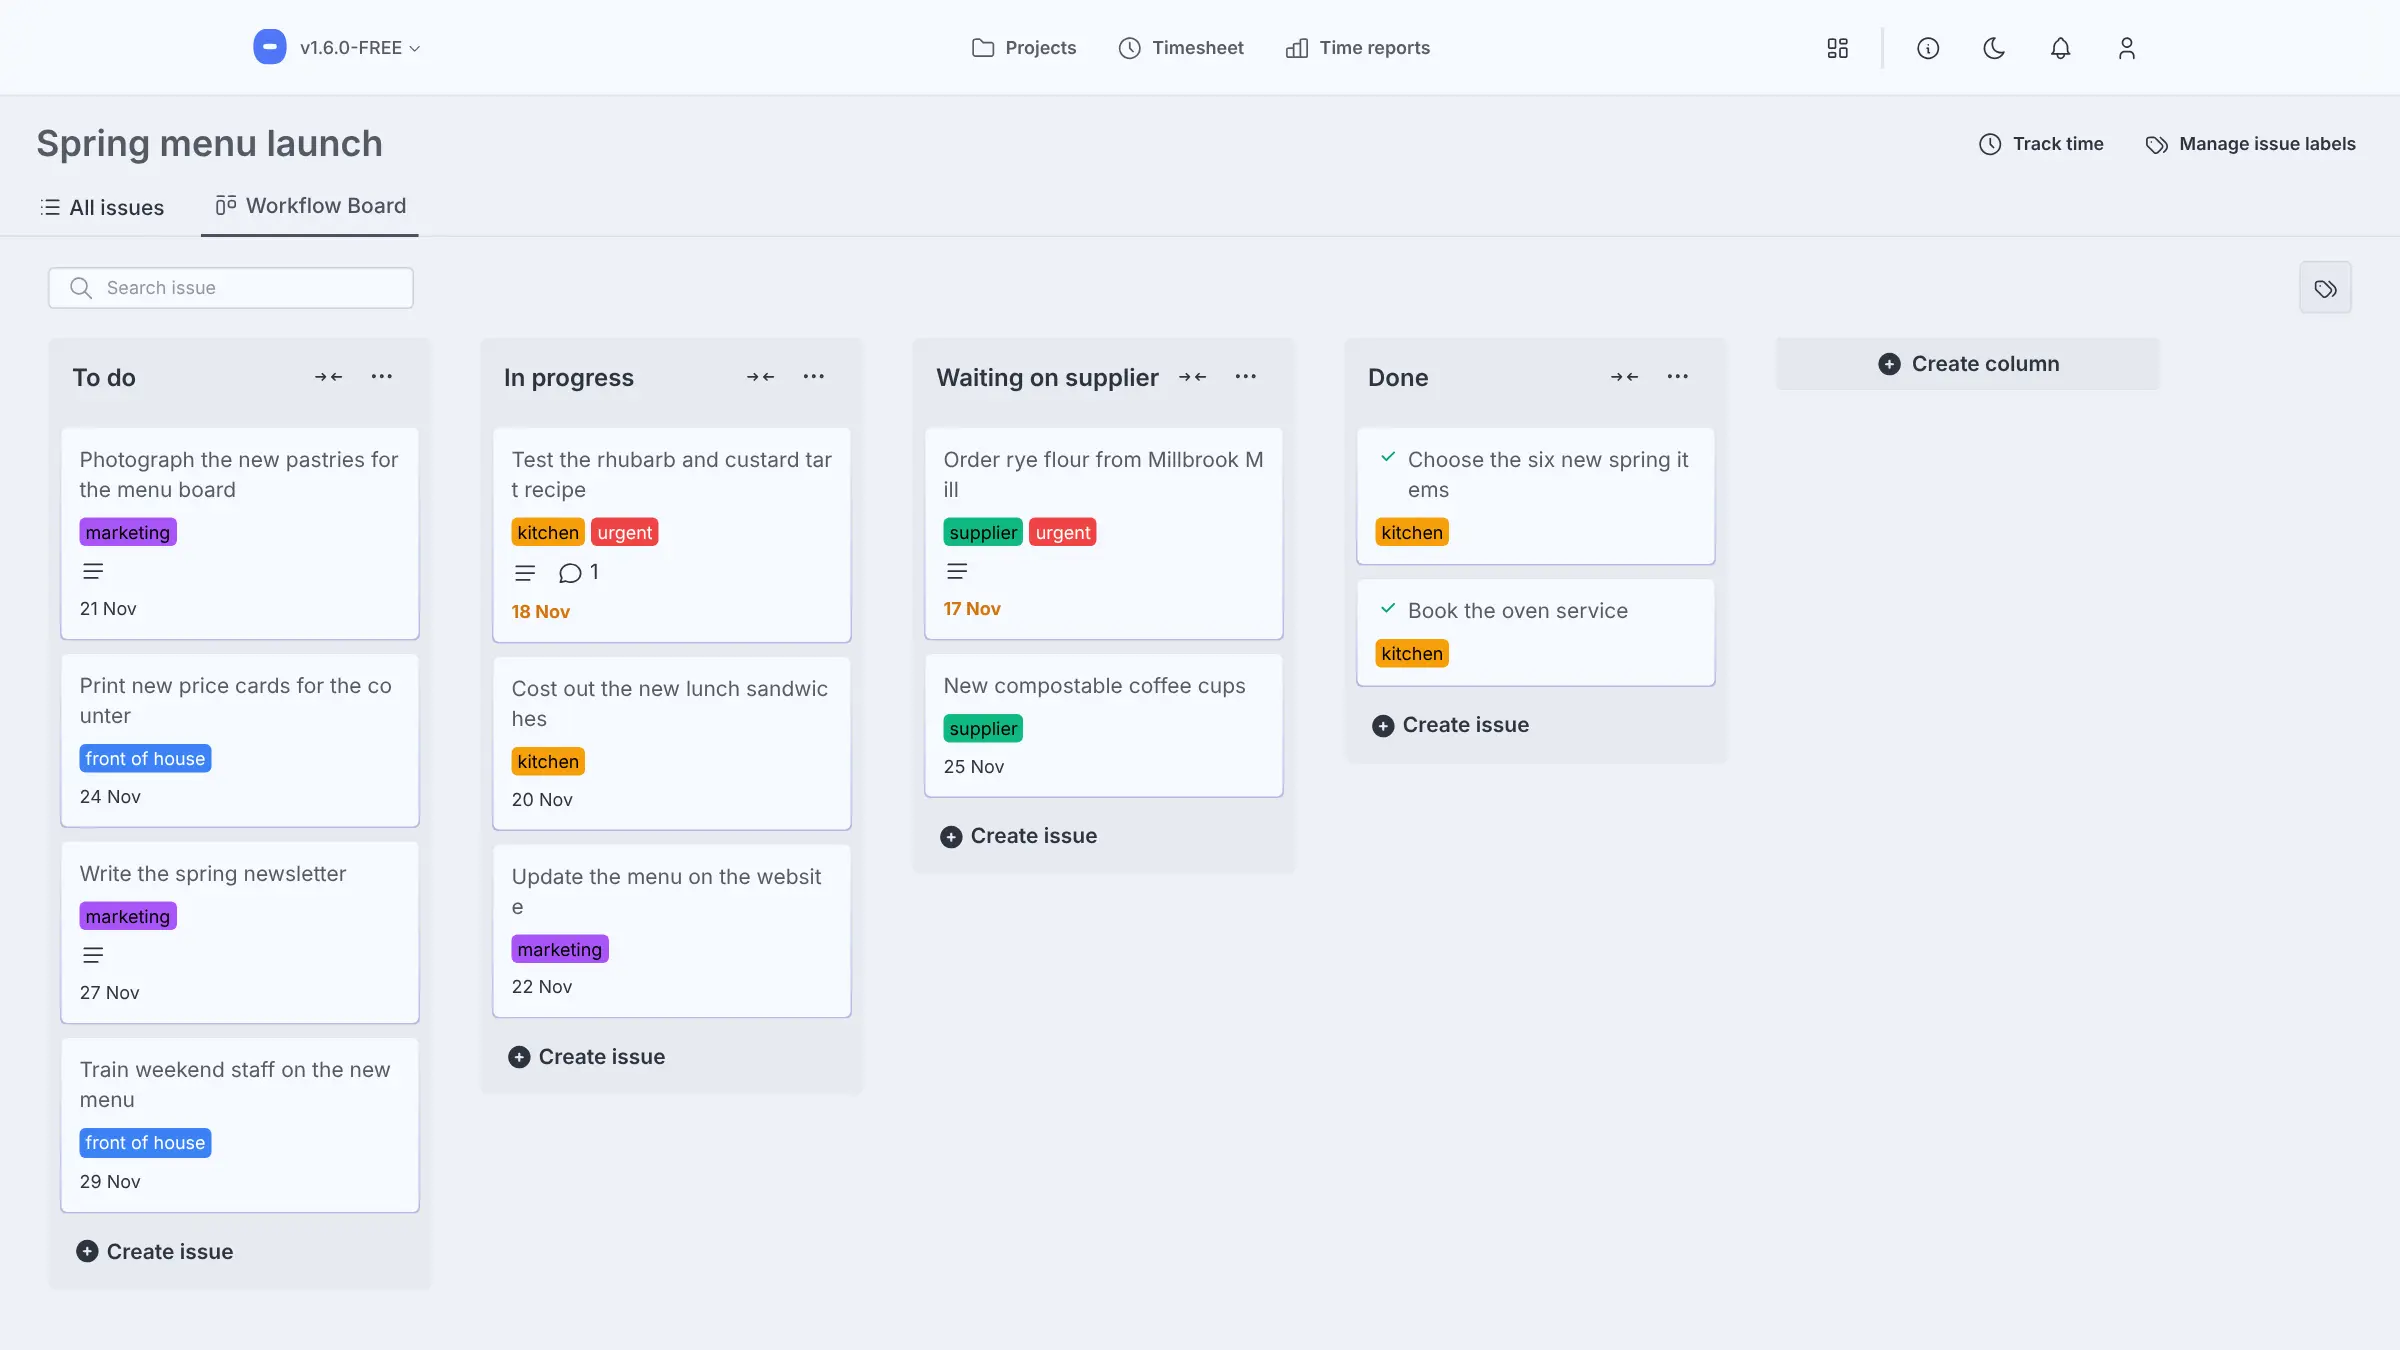 v1.6.0-FREE
Projects
Timesheet
Time reports
Spring menu launch
Track time
Manage issue labels
All issues
Workflow Board
Search issue
To do
Photograph the new pastries for
the menu board
marketing
21 Nov
Print new price cards for the co
unter
front of house
24 Nov
Write the spring newsletter
marketing
27 Nov
Train weekend staff on the new
menu
front of house
29 Nov
Create issue
In progress
Test the rhubarb and custard tar
t recipe
kitchen urgent
1
18 Nov
Cost out the new lunch sandwic
hes
kitchen
20 Nov
Update the menu on the websit
e
marketing
22 Nov
Create issue
Waiting on supplier
Order rye flour from Millbrook M
ill
supplier urgent
17 Nov
New compostable coffee cups
supplier
25 Nov
Create issue
Done
Choose the six new spring it
ems
kitchen
Book the oven service
kitchen
Create issue
Create column